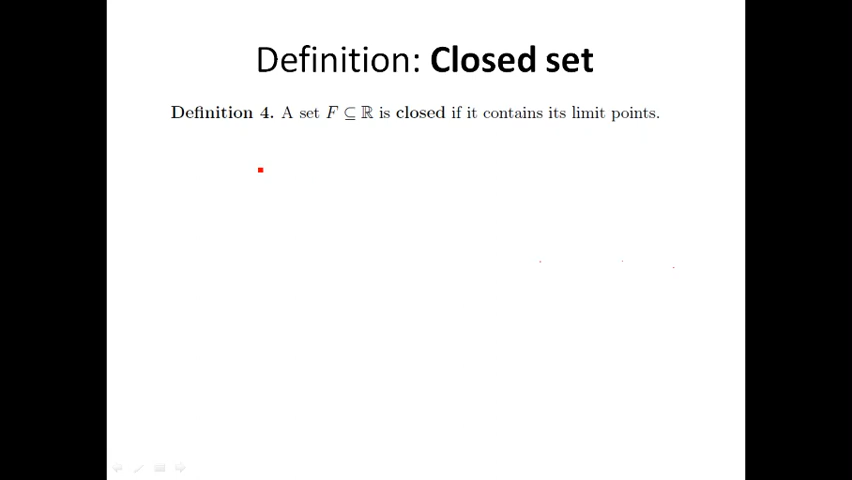 Definition: Closed set
Definition 4. A set F ⊆ ℝ is closed if it contains its limit points.